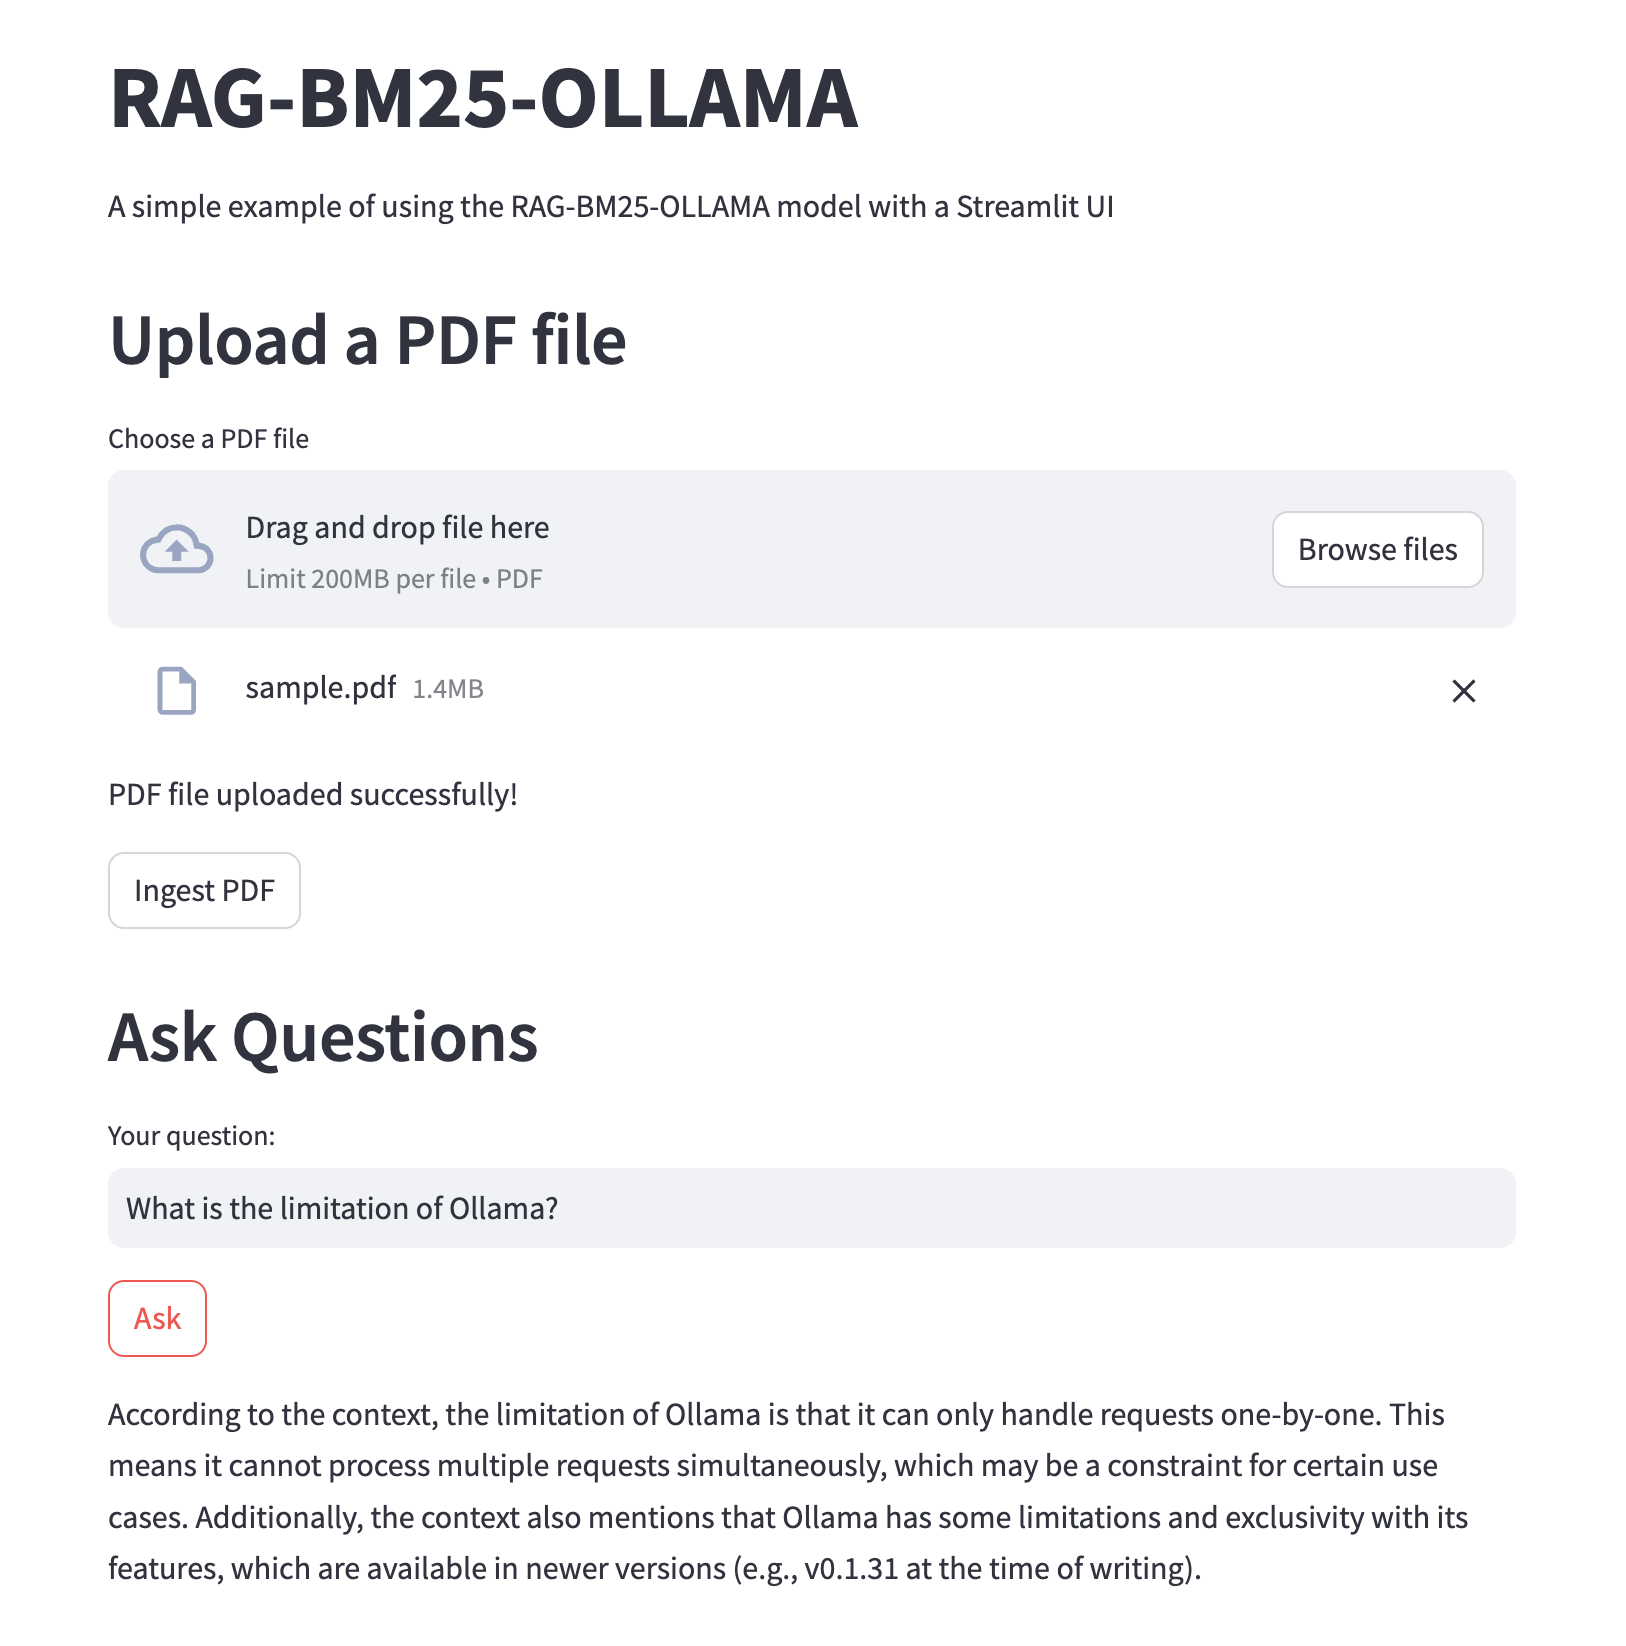 RAG-BM25-OLLAMA
A simple example of using the RAG-BM25-OLLAMA model with a Streamlit UI
Upload a PDF file
Choose a PDF file
Drag and drop file here
Limit 200MB per file • PDF
Browse files
sample.pdf 1.4MB
PDF file uploaded successfully!
Ingest PDF
Ask Questions
Your question:
What is the limitation of Ollama?
Ask
According to the context, the limitation of Ollama is that it can only handle requests one-by-one. This
means it cannot process multiple requests simultaneously, which may be a constraint for certain use
cases. Additionally, the context also mentions that Ollama has some limitations and exclusivity with its
features, which are available in newer versions (e.g., v0.1.31 at the time of writing).